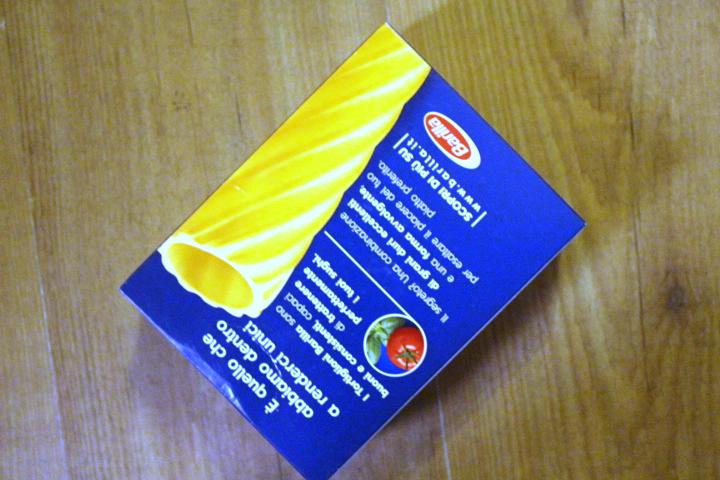 È quello che
abbiamo dentro
a renderci unici
I Tortiglioni Barilla sono
buoni e consistenti, capaci
di trattenere
perfettamente
i tuoi sughi.
Il segreto? Una combinazione
di grani duri eccellenti
e una forma avvolgente,
per esaltare il piacere del tuo
piatto preferito.
SCOPRI DI PIÙ SU
www.barilla.it
Barilla